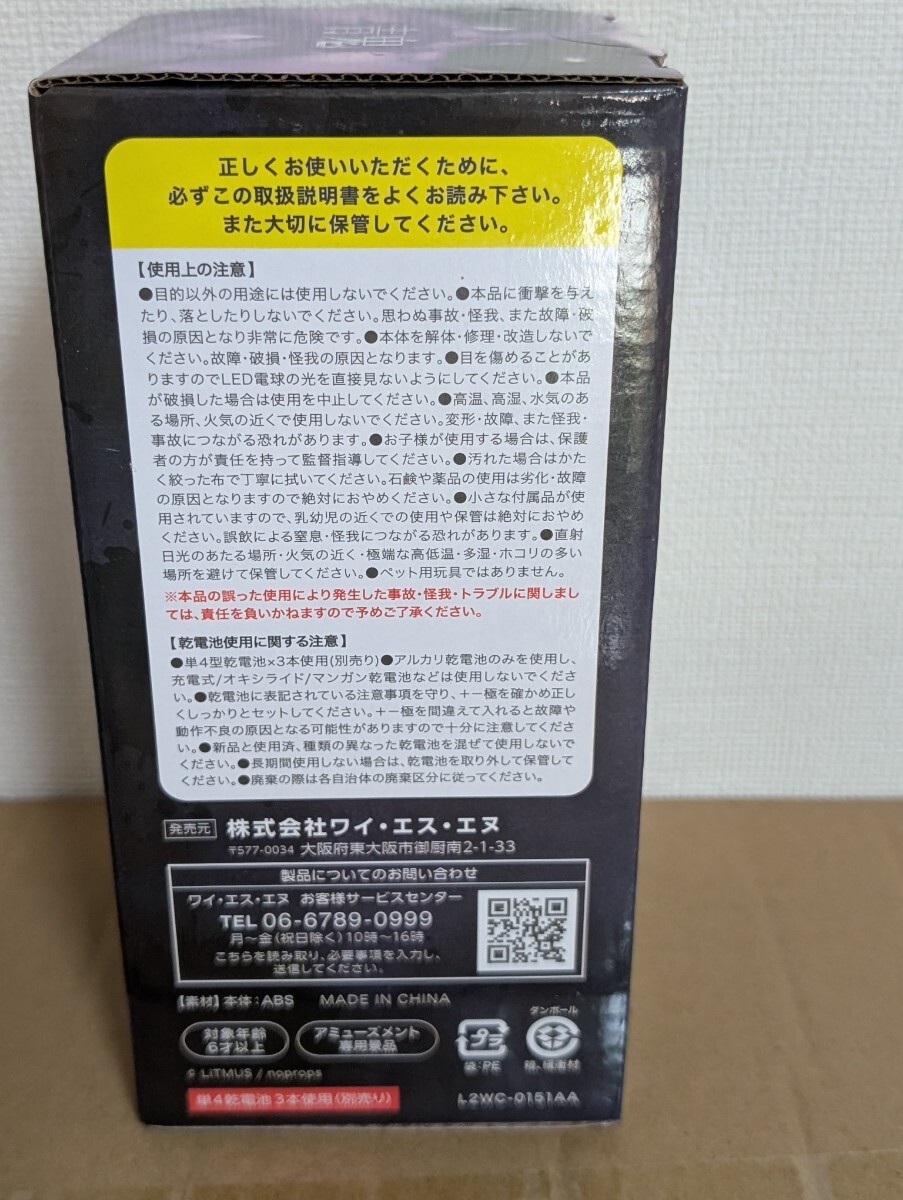 正しくお使いいただくために、
必ずこの取扱説明書をよくお読み下さい。
また大切に保管してください。
【使用上の注意】
●目的以外の用途には使用しないでください。●本品に衝撃を与え
たり、落としたりしないでください。思わぬ事故・怪我、また故障・破
損の原因となり非常に危険です。●本体を解体・修理・改造しないで
ください。故障・破損・怪我の原因となります。●目を傷めることがあ
りますのでLED電球の光を直接見ないようにしてください。●本品
が破損した場合は使用を中止してください。●高温、高湿、水気のあ
る場所、火気の近くで使用しないでください。変形・故障、また怪我・
事故につながる恐れがあります。●お子様が使用する場合は、保護
者の方が責任を持って監督指導してください。●汚れた場合はかた
く絞った布で丁寧に拭いてください。石鹸や薬品の使用は劣化・故障
の原因となりますので絶対におやめください。●小さな付属品が使
用されていますので、乳幼児の近くでの使用や保管は絶対におやめ
ください。誤飲による窒息・怪我につながる恐れがあります。●直射
日光のあたる場所・火気の近く・極端な高低温・多湿・ホコリの多い
場所を避けて保管してください。●ペット用玩具ではありません。
※本品の誤った使用により発生した事故・怪我・トラブルに関しまし
ては、責任を負いかねますので予めご了承ください。
【乾電池使用に関する注意】
●単4型乾電池×3本使用(別売り)●アルカリ乾電池のみを使用し、
充電式/オキシライド/マンガン乾電池などは使用しないでくださ
い。●乾電池に表記されている注意事項を守り、+−極を確かめ正し
くしっかりとセットしてください。+−極を間違えて入れると故障や
動作不良の原因となる可能性がありますので十分に注意してくださ
い。●新品と使用済、種類の異なった乾電池を混ぜて使用しないで
ください。●長期間使用しない場合は、乾電池を取り外して保管して
ください。●廃棄の際は各自治体の廃棄区分に従ってください。
発売元 株式会社ワイ・エス・エヌ
〒577-0034 大阪府東大阪市御厨南2-1-33
製品についてのお問い合わせ
ワイ・エス・エヌ お客様サービスセンター
TEL 06-6789-0999
月〜金(祝日除く)10時〜16時
こちらを読み取り、必要事項を入力し、
送信してください。
【素材】本体:ABS MADE IN CHINA
対象年齢
6才以上
アミューズメント
専用景品
プラ
袋:PE
ダンボール
箱、緩衝材
© LiTMUS / noprops
単4乾電池3本使用(別売り)
L2WC-0151AA